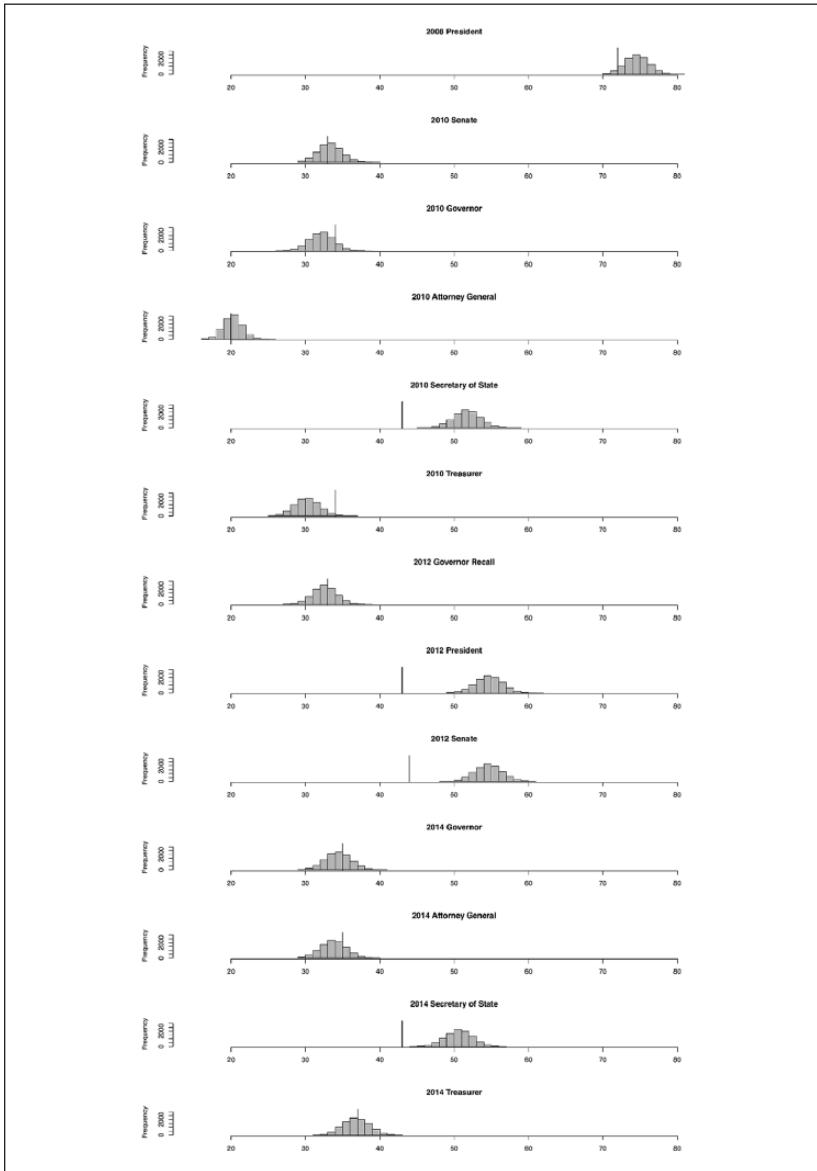 2008 President
Frequency
0 2000
20 30 40 50 60 70 80
2010 Senate
Frequency
0 2000
20 30 40 50 60 70 80
2010 Governor
Frequency
0 2000
20 30 40 50 60 70 80
2010 Attorney General
Frequency
0 2000
20 30 40 50 60 70 80
2010 Secretary of State
Frequency
0 2000
20 30 40 50 60 70 80
2010 Treasurer
Frequency
0 2000
20 30 40 50 60 70 80
2012 Governor Recall
Frequency
0 2000
20 30 40 50 60 70 80
2012 President
Frequency
0 2000
20 30 40 50 60 70 80
2012 Senate
Frequency
0 2000
20 30 40 50 60 70 80
2014 Governor
Frequency
0 2000
20 30 40 50 60 70 80
2014 Attorney General
Frequency
0 2000
20 30 40 50 60 70 80
2014 Secretary of State
Frequency
0 2000
20 30 40 50 60 70 80
2014 Treasurer
Frequency
0 2000
20 30 40 50 60 70 80